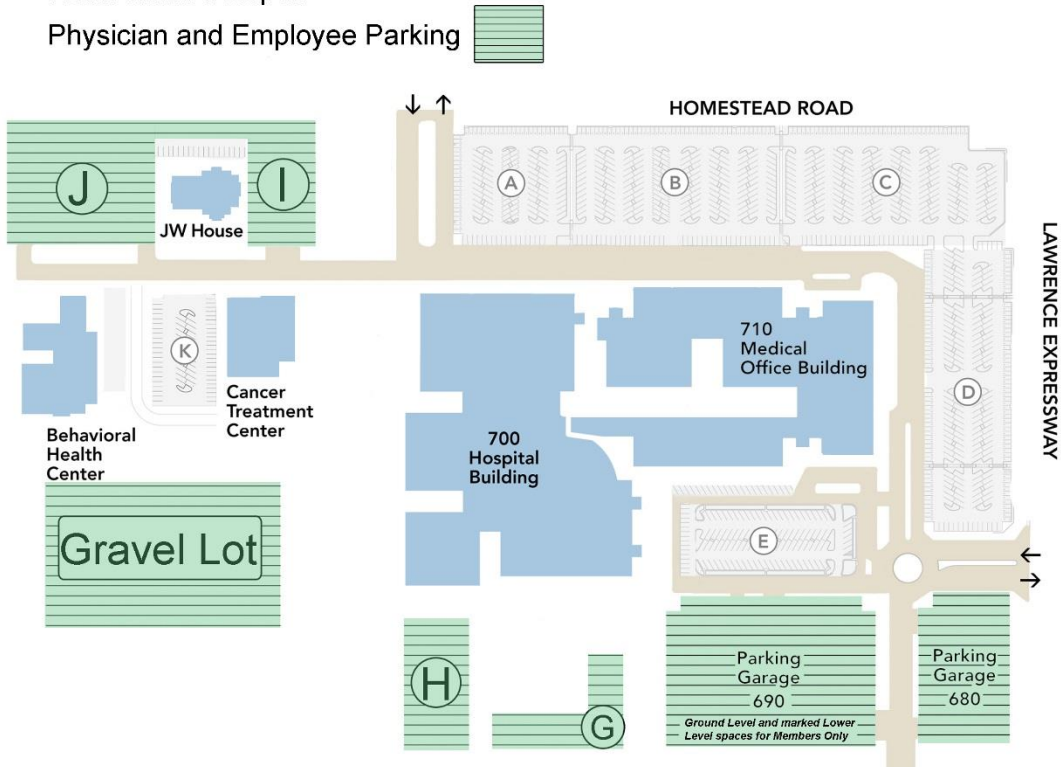 Physician and Employee Parking
HOMESTEAD ROAD
A
B
C
J
I
JW House
LAWRENCE EXPRESSWAY
710
Medical
Office Building
K
D
Cancer
Treatment
Center
Behavioral
Health
Center
700
Hospital
Building
Gravel Lot
E
H
G
Parking
Garage
690
Ground Level and marked Lower
Level spaces for Members Only
Parking
Garage
680